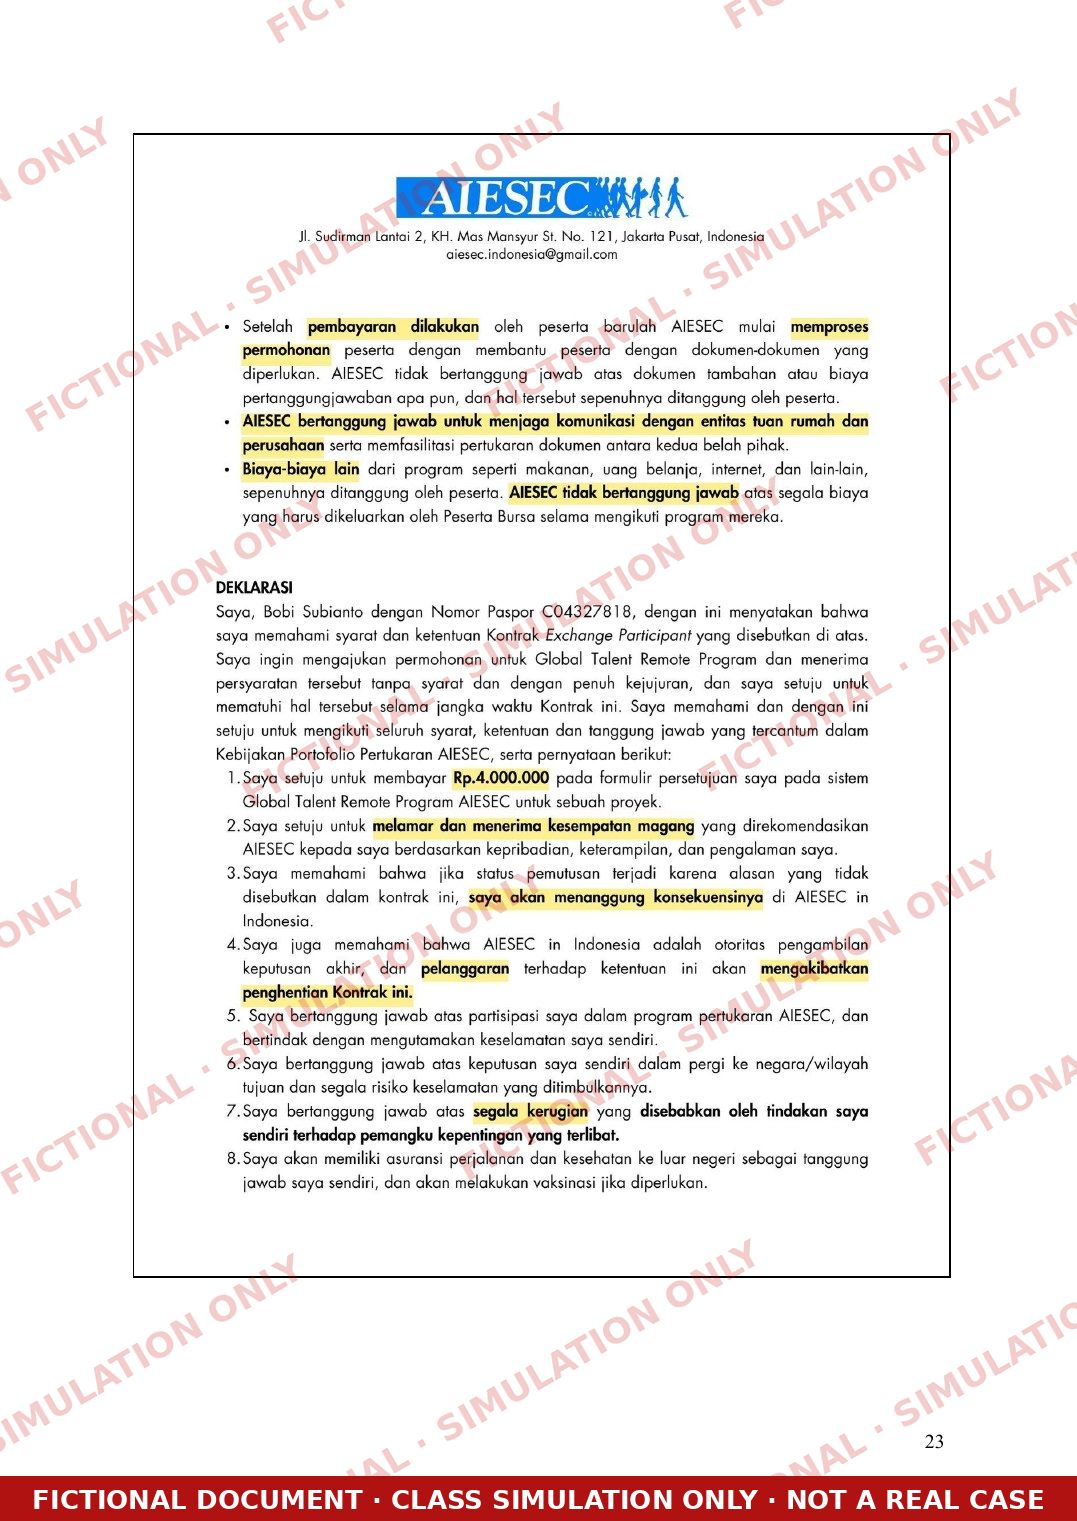 AIESEC
Jl. Sudirman Lantai 2, KH. Mas Mansyur St. No. 121, Jakarta Pusat, Indonesia
aiesec.indonesia@gmail.com
• Setelah pembayaran dilakukan oleh peserta barulah AIESEC mulai memproses
permohonan peserta dengan membantu peserta dengan dokumen-dokumen yang
diperlukan. AIESEC tidak bertanggung jawab atas dokumen tambahan atau biaya
pertanggungjawaban apa pun, dan hal tersebut sepenuhnya ditanggung oleh peserta.
• AIESEC bertanggung jawab untuk menjaga komunikasi dengan entitas tuan rumah dan
perusahaan serta memfasilitasi pertukaran dokumen antara kedua belah pihak.
• Biaya-biaya lain dari program seperti makanan, uang belanja, internet, dan lain-lain,
sepenuhnya ditanggung oleh peserta. AIESEC tidak bertanggung jawab atas segala biaya
yang harus dikeluarkan oleh Peserta Bursa selama mengikuti program mereka.
DEKLARASI
Saya, Bobi Subianto dengan Nomor Paspor C04327818, dengan ini menyatakan bahwa
saya memahami syarat dan ketentuan Kontrak Exchange Participant yang disebutkan di atas.
Saya ingin mengajukan permohonan untuk Global Talent Remote Program dan menerima
persyaratan tersebut tanpa syarat dan dengan penuh kejujuran, dan saya setuju untuk
mematuhi hal tersebut selama jangka waktu Kontrak ini. Saya memahami dan dengan ini
setuju untuk mengikuti seluruh syarat, ketentuan dan tanggung jawab yang tercantum dalam
Kebijakan Portofolio Pertukaran AIESEC, serta pernyataan berikut:
1. Saya setuju untuk membayar Rp.4.000.000 pada formulir persetujuan saya pada sistem
Global Talent Remote Program AIESEC untuk sebuah proyek.
2. Saya setuju untuk melamar dan menerima kesempatan magang yang direkomendasikan
AIESEC kepada saya berdasarkan kepribadian, keterampilan, dan pengalaman saya.
3. Saya memahami bahwa jika status pemutusan terjadi karena alasan yang tidak
disebutkan dalam kontrak ini, saya akan menanggung konsekuensinya di AIESEC in
Indonesia.
4. Saya juga memahami bahwa AIESEC in Indonesia adalah otoritas pengambilan
keputusan akhir, dan pelanggaran terhadap ketentuan ini akan mengakibatkan
penghentian Kontrak ini.
5. Saya bertanggung jawab atas partisipasi saya dalam program pertukaran AIESEC, dan
bertindak dengan mengutamakan keselamatan saya sendiri.
6. Saya bertanggung jawab atas keputusan saya sendiri dalam pergi ke negara/wilayah
tujuan dan segala risiko keselamatan yang ditimbulkannya.
7. Saya bertanggung jawab atas segala kerugian yang disebabkan oleh tindakan saya
sendiri terhadap pemangku kepentingan yang terlibat.
8. Saya akan memiliki asuransi perjalanan dan kesehatan ke luar negeri sebagai tanggung
jawab saya sendiri, dan akan melakukan vaksinasi jika diperlukan.
23
FICTIONAL DOCUMENT · CLASS SIMULATION ONLY · NOT A REAL CASE